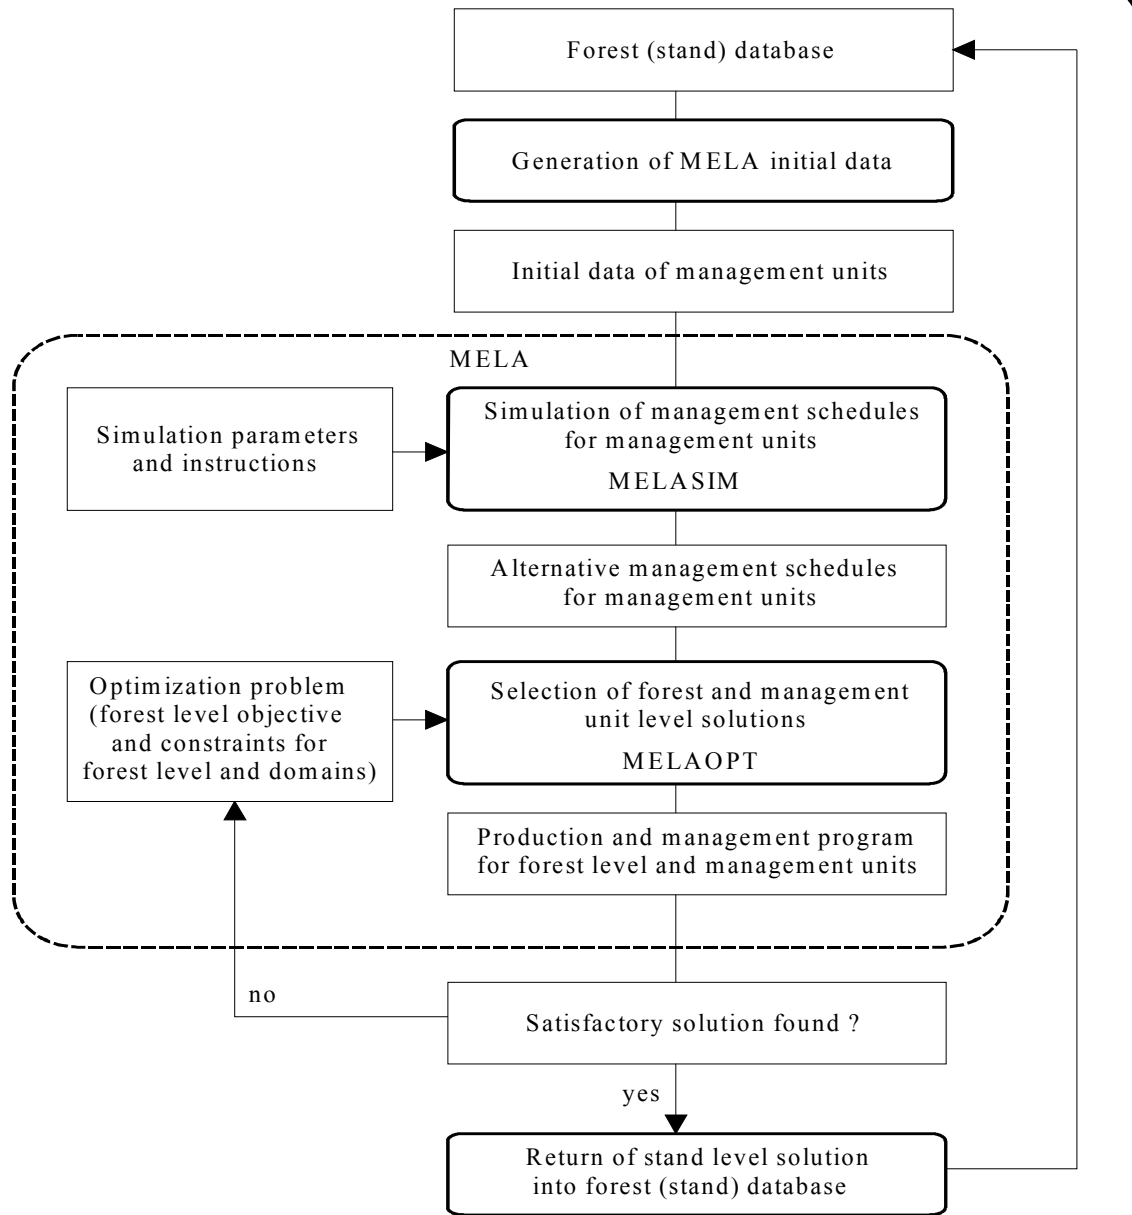 Forest (stand) database
Generation of MELA initial data
Initial data of management units
MELA
Simulation parameters
and instructions
Simulation of management schedules
for management units
MELASIM
Alternative management schedules
for management units
Optimization problem
(forest level objective
and constraints for
forest level and domains)
Selection of forest and management
unit level solutions
MELAOPT
Production and management program
for forest level and management units
no
Satisfactory solution found ?
yes
Return of stand level solution
into forest (stand) database